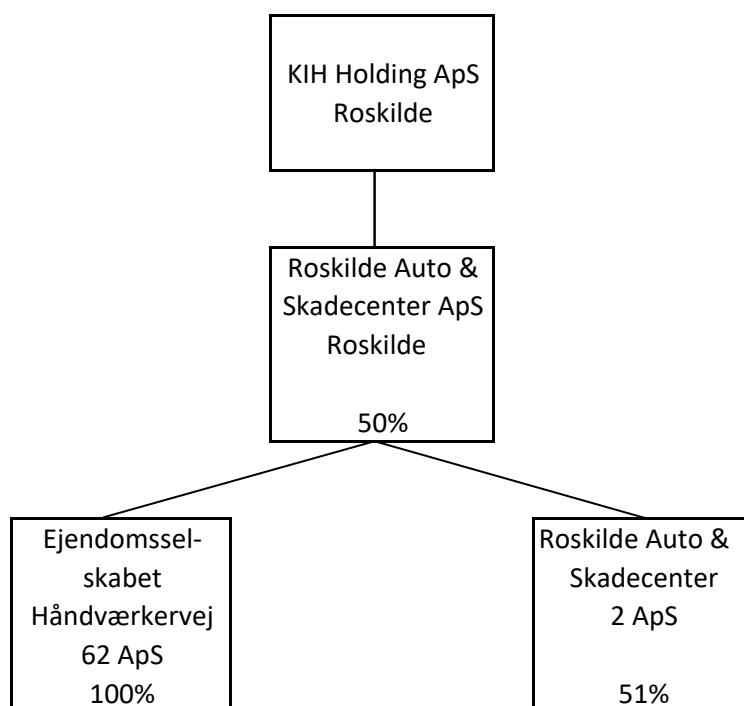 KIH Holding ApS
Roskilde
Roskilde Auto &
Skadecenter ApS
Roskilde
50%
Ejendomssel-
skabet
Håndværkervej
62 ApS
100%
Roskilde Auto &
Skadecenter
2 ApS
51%